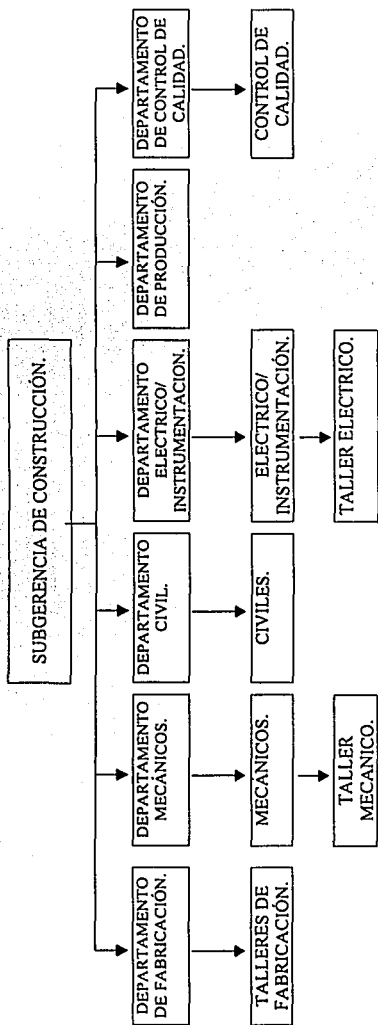 SUBGERENCIA DE CONSTRUCCIÓN.
DEPARTAMENTO
DE FABRICACIÓN.
DEPARTAMENTO
MECÁNICOS.
DEPARTAMENTO
CIVIL.
DEPARTAMENTO
ELECTRICO/
INSTRUMENTACION.
DEPARTAMENTO
DE PRODUCCIÓN.
DEPARTAMENTO
DE CONTROL DE
CALIDAD.
TALLERES DE
FABRICACIÓN.
MECÁNICOS.
CIVILES.
ELECTRICO/
INSTRUMENTACIÓN.
CONTROL DE
CALIDAD.
TALLER
MECANICO.
TALLER ELECTRICO.